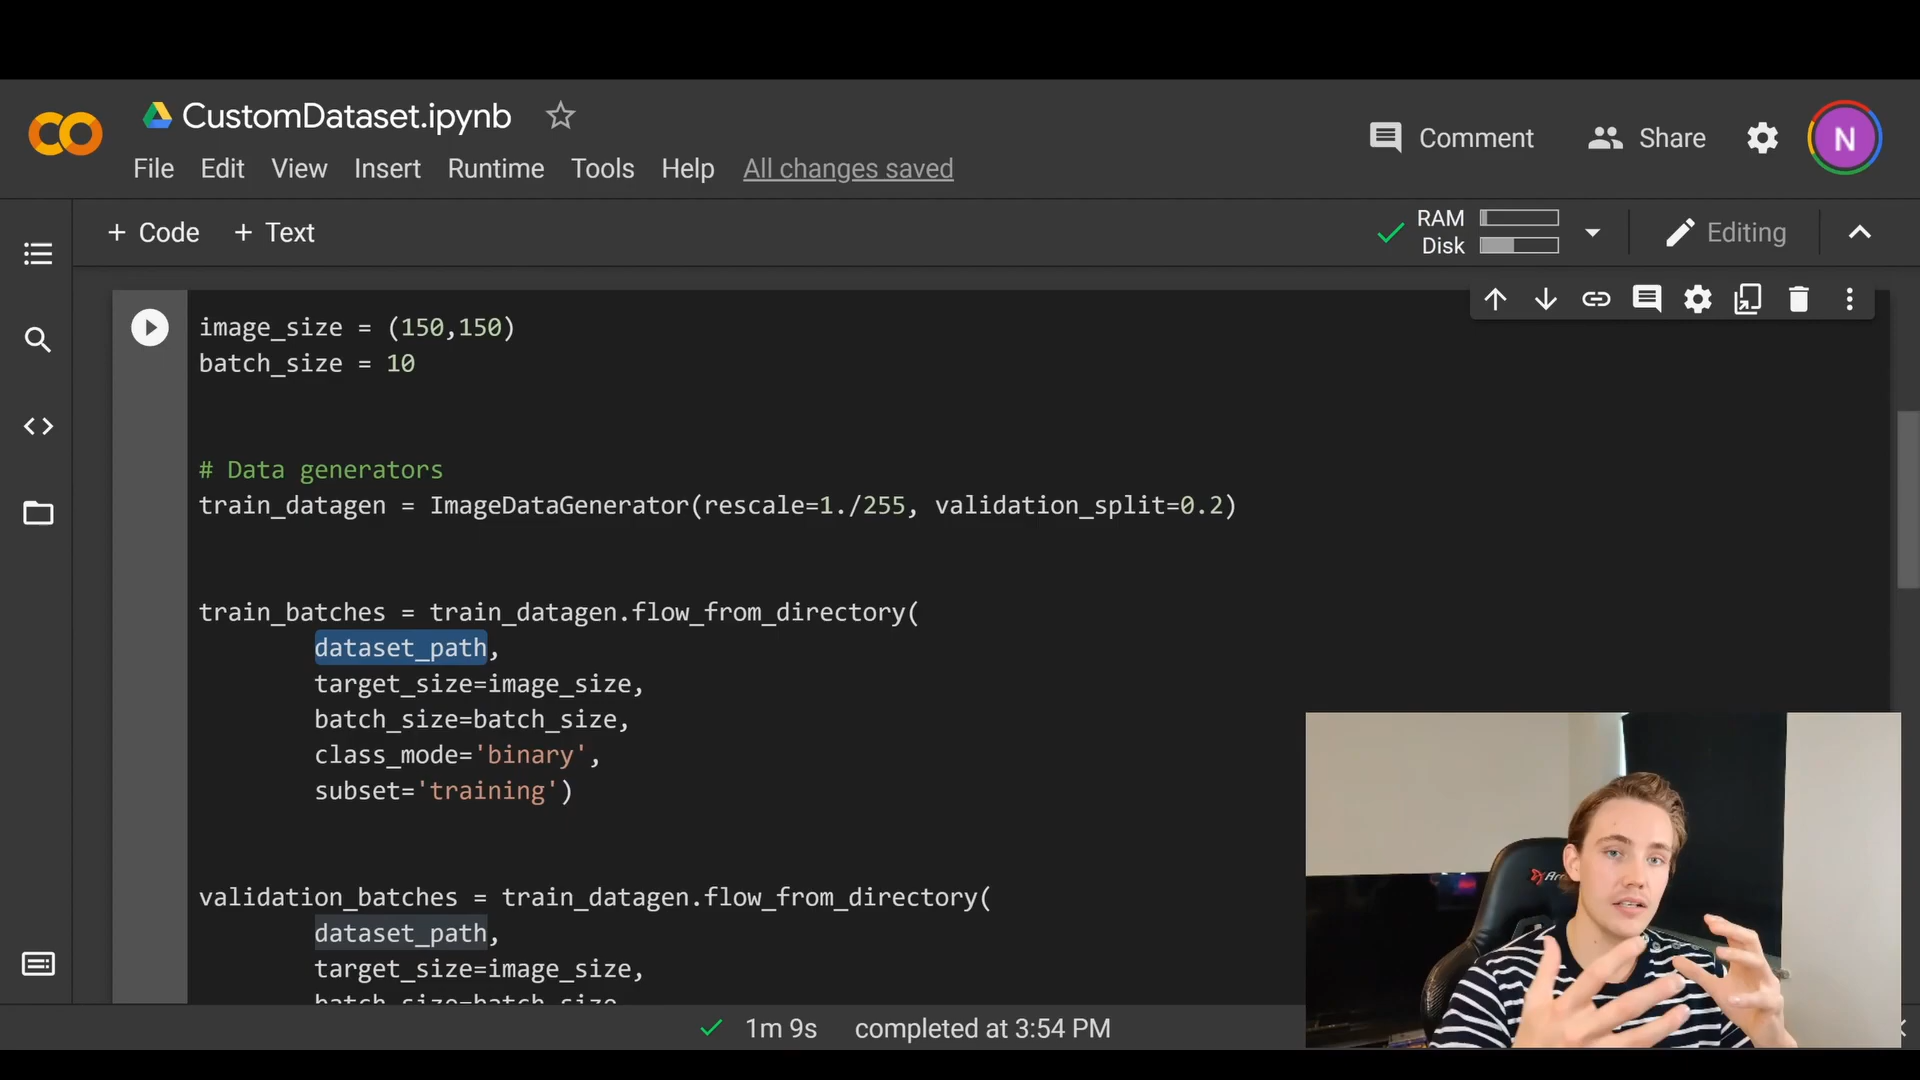 CustomDataset.ipynb
File Edit View Insert Runtime Tools Help All changes saved
Comment Share N
+ Code + Text
RAM
Disk
Editing
image_size = (150,150)
batch_size = 10
# Data generators
train_datagen = ImageDataGenerator(rescale=1./255, validation_split=0.2)
train_batches = train_datagen.flow_from_directory(
dataset_path,
target_size=image_size,
batch_size=batch_size,
class_mode='binary',
subset='training')
validation_batches = train_datagen.flow_from_directory(
dataset_path,
target_size=image_size,
batch_size=batch_size
1m 9s completed at 3:54 PM